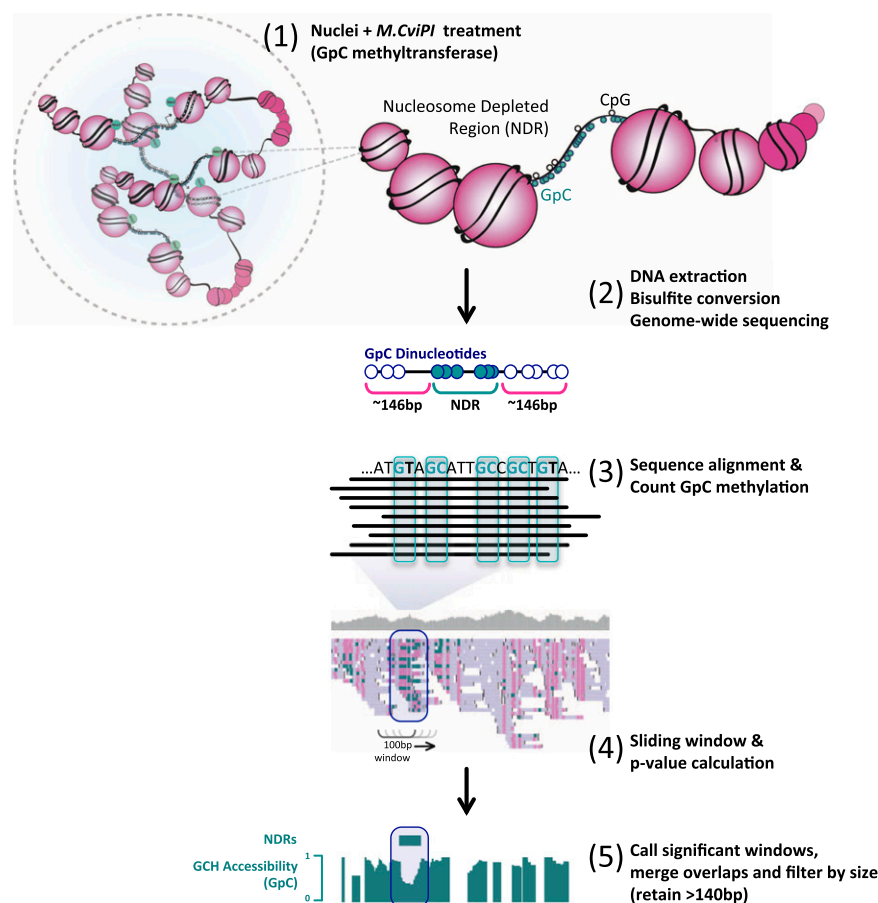 (1) Nuclei + M.CviPI treatment
(GpC methyltransferase)
Nucleosome Depleted
Region (NDR)
CpG
GpC
(2) DNA extraction
Bisulfite conversion
Genome-wide sequencing
GpC Dinucleotides
~146bp NDR ~146bp
...ATGTAGCATTGCCGCTGTA...
(3) Sequence alignment &
Count GpC methylation
100bp
window
(4) Sliding window &
p-value calculation
NDRs
GCH Accessibility
(GpC)
1
0
(5) Call significant windows,
merge overlaps and filter by size
(retain >140bp)